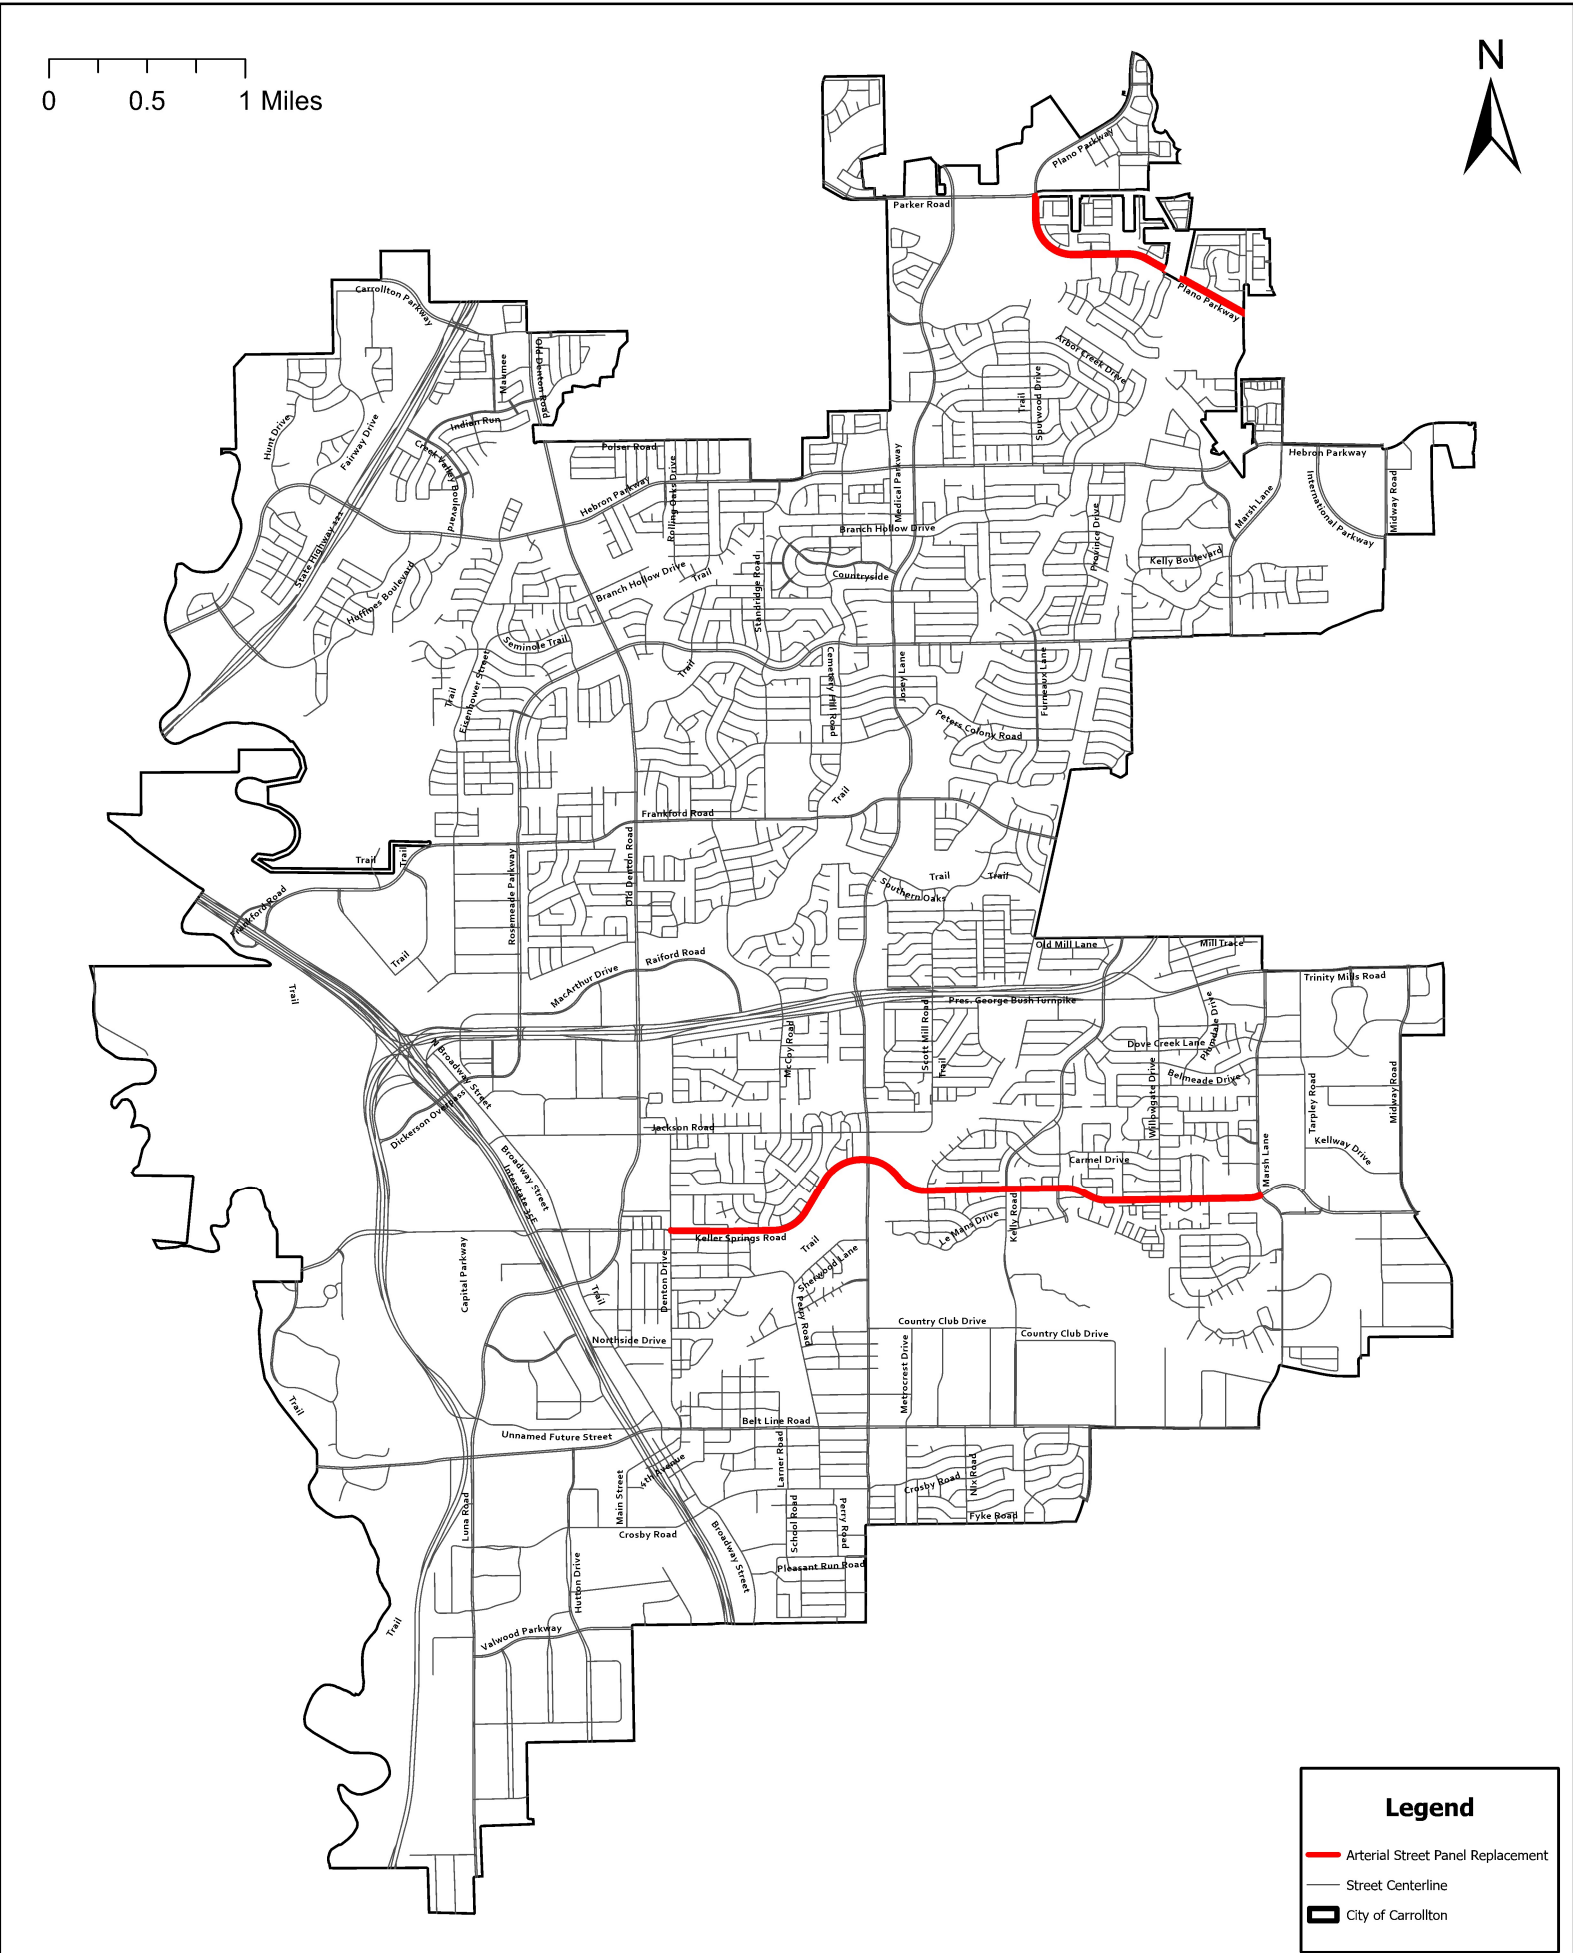 N
0 0.5 1 Miles
Plano Parkway
Parker Road
Plano Parkway
Carrollton Parkway
Old Denton Road
Maumee
Arbor Creek Drive
Trail
Spurwood Drive
Hunt Drive
Fairway Drive
Indian Run
Creek Valley Boulevard
Polser Road
Rolling Oaks Drive
Hebron Parkway
Medical Parkway
Hebron Parkway
International Parkway
Midway Road
Marsh Lane
State Highway 121
Branch Hollow Drive
Province Drive
Kelly Boulevard
Hoffines Boulevard
Branch Hollow Drive
Trail
Standridge Road
Countryside
Seminole Trail
Trail
Eisenhower Street
Trail
Cemetery Hill Road
Josey Lane
Furneaux Lane
Peters Colony Road
Trail
Frankford Road
Trail
Trail
Old Denton Road
Rosemeade Parkway
Trail
Trail
Southern Oaks
Frankford Road
Trail
Raiford Road
MacArthur Drive
Old Mill Lane
Mill Trace
Trinity Mills Road
Trail
Pres. George Bush Turnpike
Plumdale Drive
Scott Mill Road
Trail
McCoy Road
N Broadway Street
Dove Creek Lane
Belmeade Drive
Willowgate Drive
Tarpley Road
Midway Road
Dickerson Overpass
Jackson Road
Broadway Street
Interstate 35E
Carmel Drive
Marsh Lane
Kellway Drive
Keller Springs Road
Le Mans Drive
Kelly Road
Trail
Sherwood Lane
Capital Parkway
Denton Drive
Trail
Perry Road
Northside Drive
Country Club Drive
Country Club Drive
Metrocrest Drive
Trail
Belt Line Road
Unnamed Future Street
Larner Road
4th Avenue
Main Street
Crosby Road
Nix Road
Luna Road
School Road
Perry Road
Fyke Road
Crosby Road
Broadway Street
Pleasant Run Road
Hutton Drive
Trail
Valwood Parkway
Legend
Arterial Street Panel Replacement
Street Centerline
City of Carrollton